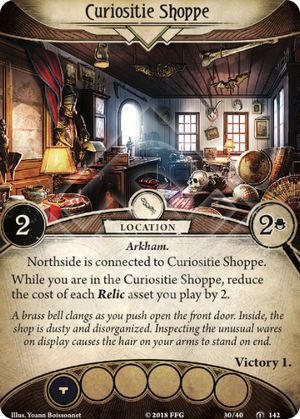 Curiositie Shoppe
2
2
LOCATION
Arkham.
Northside is connected to Curiositie Shoppe.
While you are in the Curiositie Shoppe, reduce
the cost of each Relic asset you play by 2.
A brass bell clangs as you push open the front door. Inside, the
shop is dusty and disorganized. Inspecting the unusual wares
on display causes the hair on your arms to stand on end.
Victory 1.
Illus. Yoann Boissonnet
© 2018 FFG
30/40
142